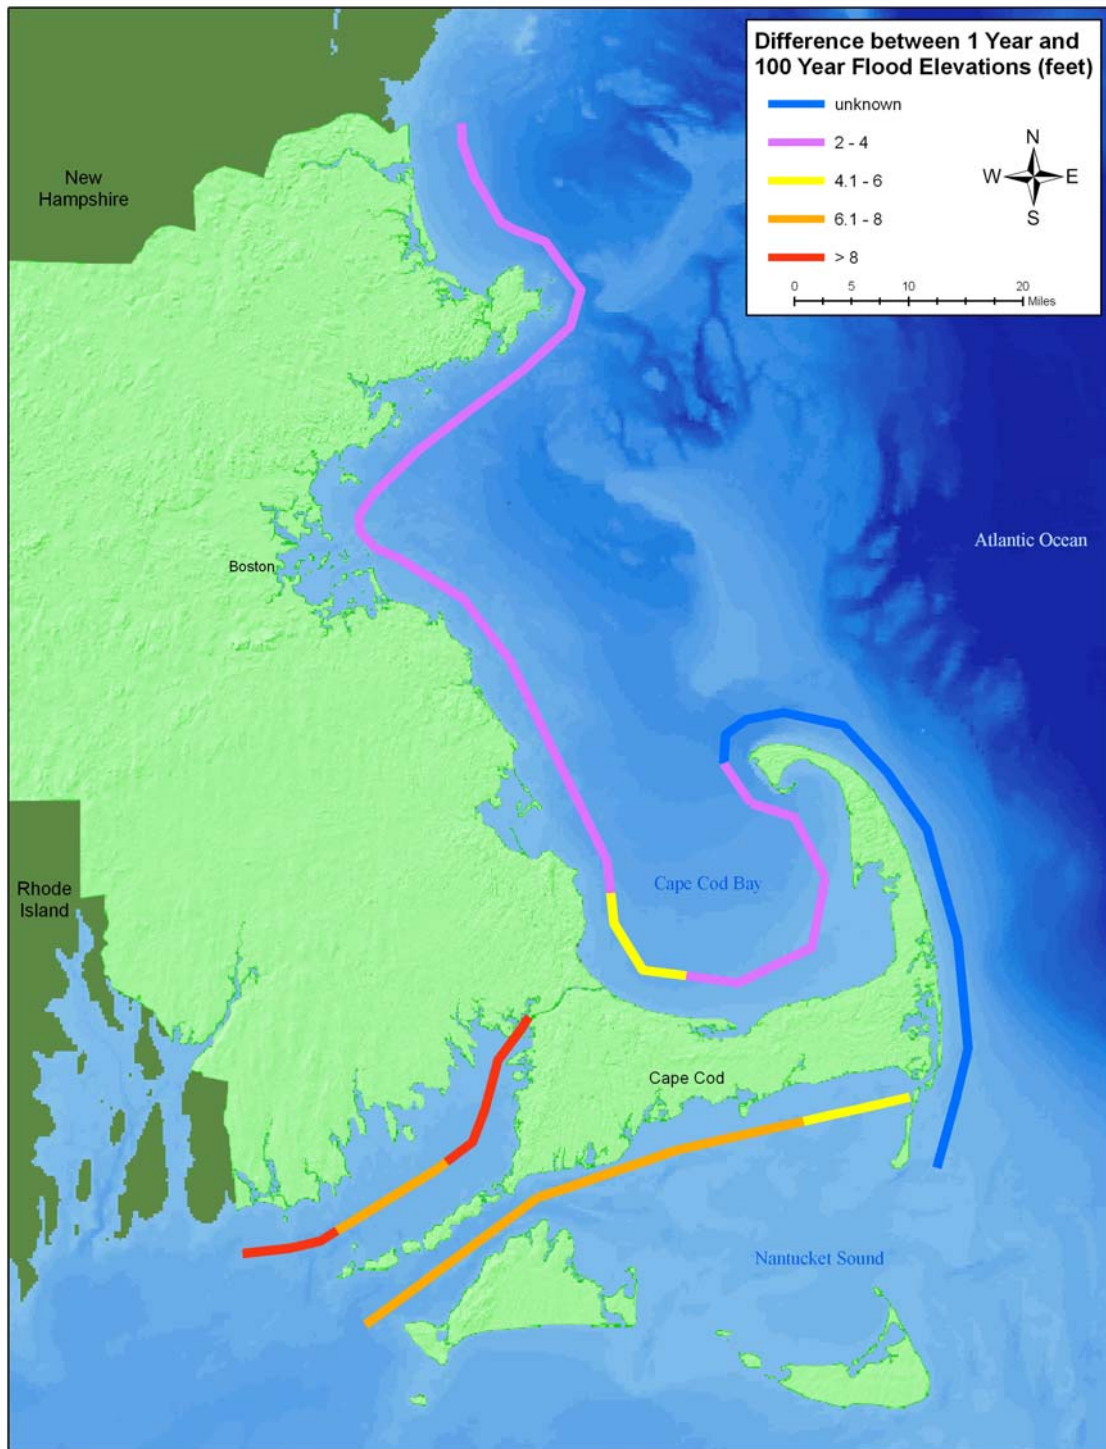 Difference between 1 Year and
100 Year Flood Elevations (feet)
unknown
2 - 4
4.1 - 6
6.1 - 8
> 8
N
W
E
S
0
5
10
20
Miles
New
Hampshire
Atlantic Ocean
Boston
Cape Cod Bay
Rhode
Island
Cape Cod
Nantucket Sound